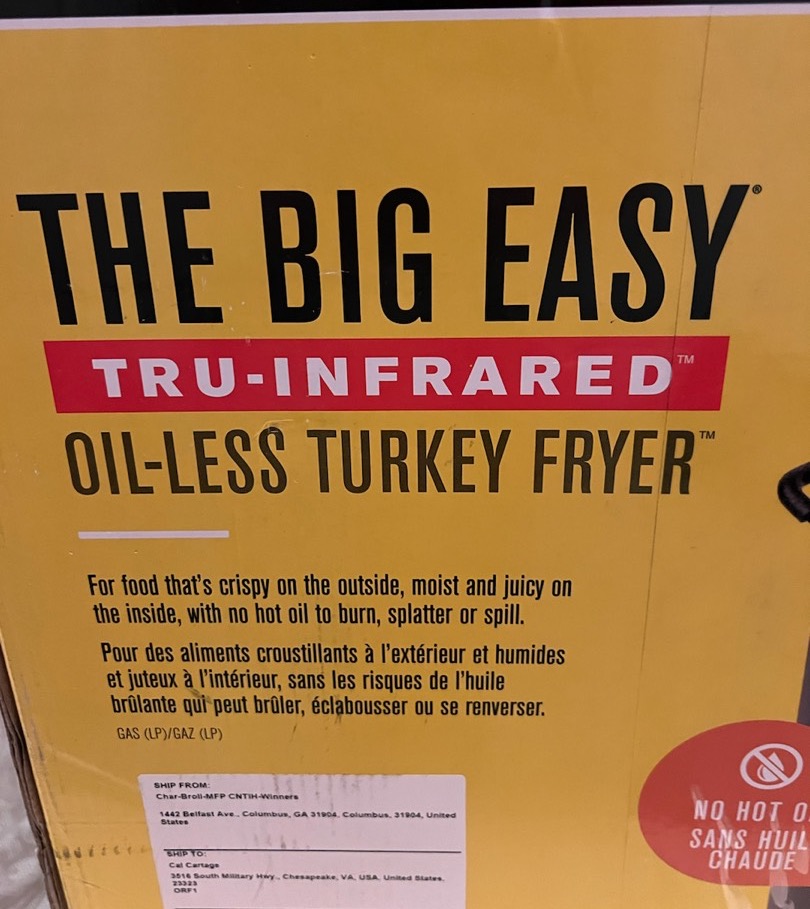 THE BIG EASY®
TRU-INFRARED™
OIL-LESS TURKEY FRYER™
For food that's crispy on the outside, moist and juicy on
the inside, with no hot oil to burn, splatter or spill.
Pour des aliments croustillants à l'extérieur et humides
et juteux à l'intérieur, sans les risques de l'huile
brûlante qui peut brûler, éclabousser ou se renverser.
GAS (LP)/GAZ (LP)
SHIP FROM:
Char-Broil-MFP CNTIH-Winners
1442 Belfast Ave., Columbus, GA 31904, Columbus, 31904, United
States
SHIP TO:
Cal Cartage
3016 South Military Hwy., Chesapeake, VA, USA, United States,
23323
ORF1
NO HOT O
SANS HUIL
CHAUDE